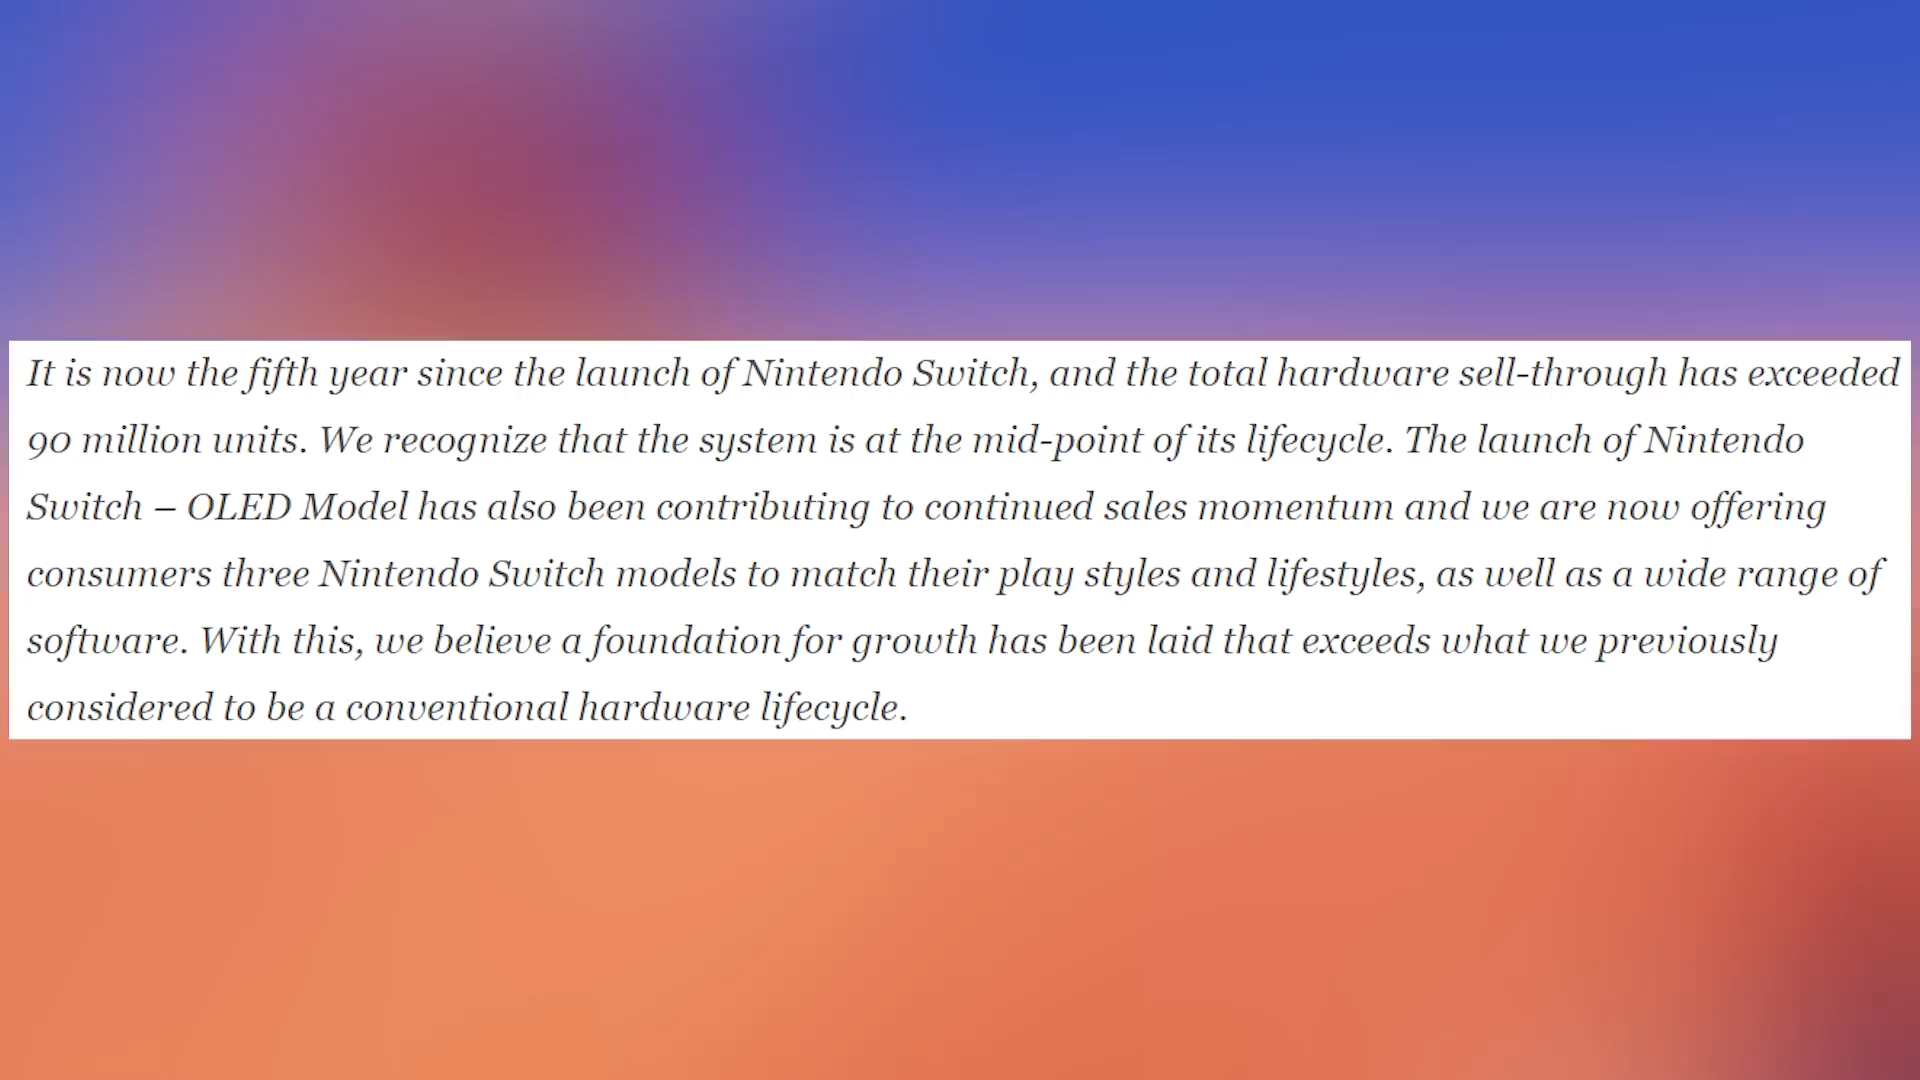 It is now the fifth year since the launch of Nintendo Switch, and the total hardware sell-through has exceeded
90 million units. We recognize that the system is at the mid-point of its lifecycle. The launch of Nintendo
Switch – OLED Model has also been contributing to continued sales momentum and we are now offering
consumers three Nintendo Switch models to match their play styles and lifestyles, as well as a wide range of
software. With this, we believe a foundation for growth has been laid that exceeds what we previously
considered to be a conventional hardware lifecycle.